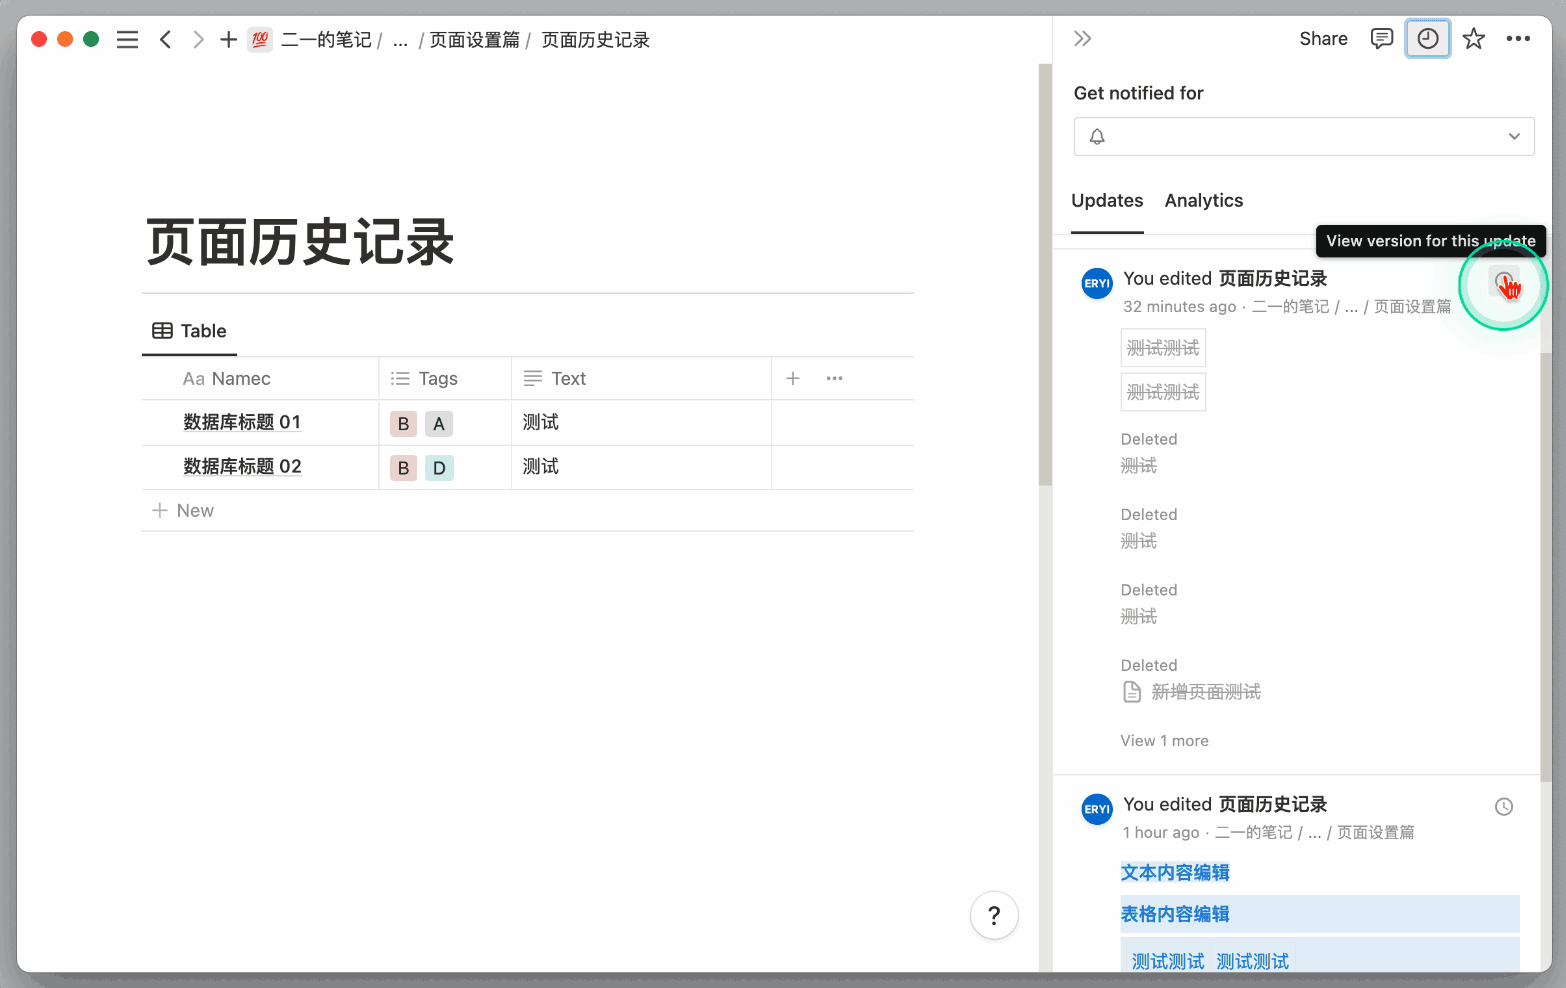 💯 二一的笔记 / ... / 页面设置篇 / 页面历史记录
Share
Get notified for
Updates Analytics
View version for this update
页面历史记录
Table
Aa Namec Tags Text
数据库标题 01 B A 测试
数据库标题 02 B D 测试
New
?
ERYI You edited 页面历史记录
32 minutes ago · 二一的笔记 / ... / 页面设置篇
测试测试
测试测试
Deleted
测试
Deleted
测试
Deleted
测试
Deleted
新增页面测试
View 1 more
ERYI You edited 页面历史记录
1 hour ago · 二一的笔记 / ... / 页面设置篇
文本内容编辑
表格内容编辑
测试测试 测试测试